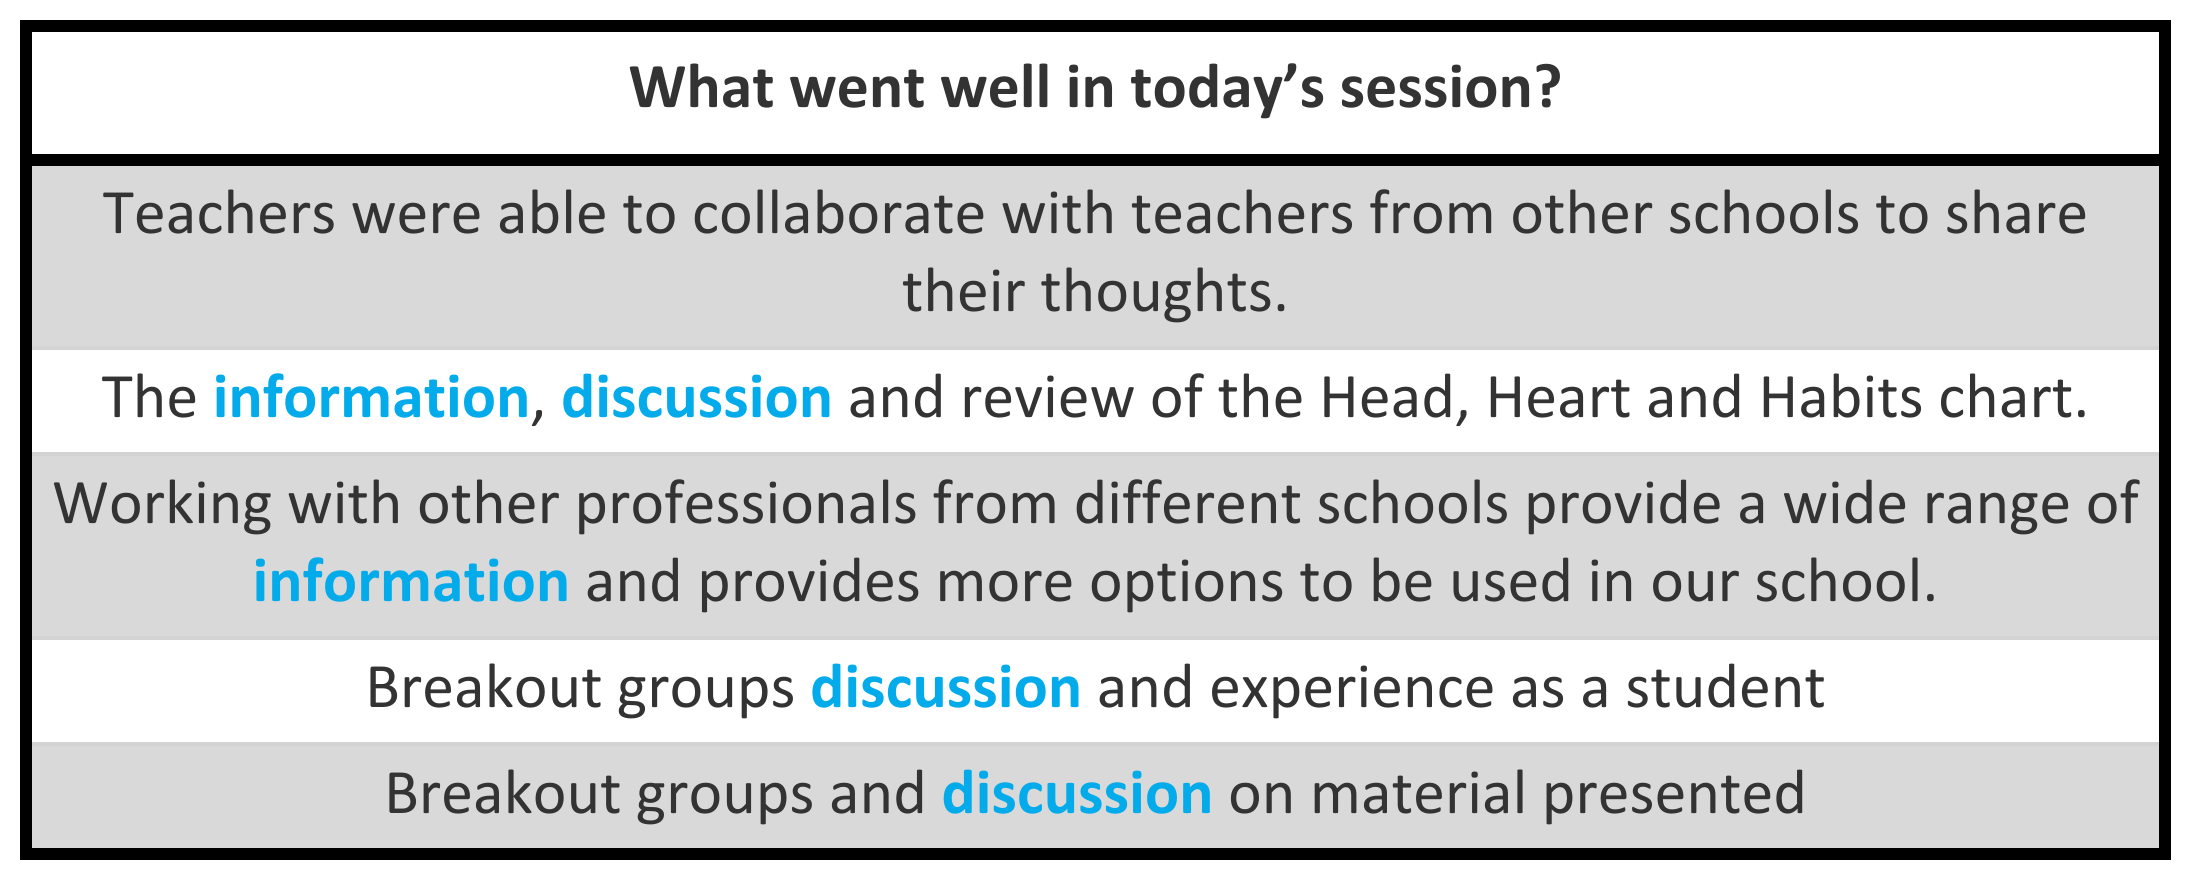 What went well in today’s session?
Teachers were able to collaborate with teachers from other schools to share
their thoughts.
The information, discussion and review of the Head, Heart and Habits chart.
Working with other professionals from different schools provide a wide range of
information and provides more options to be used in our school.
Breakout groups discussion and experience as a student
Breakout groups and discussion on material presented